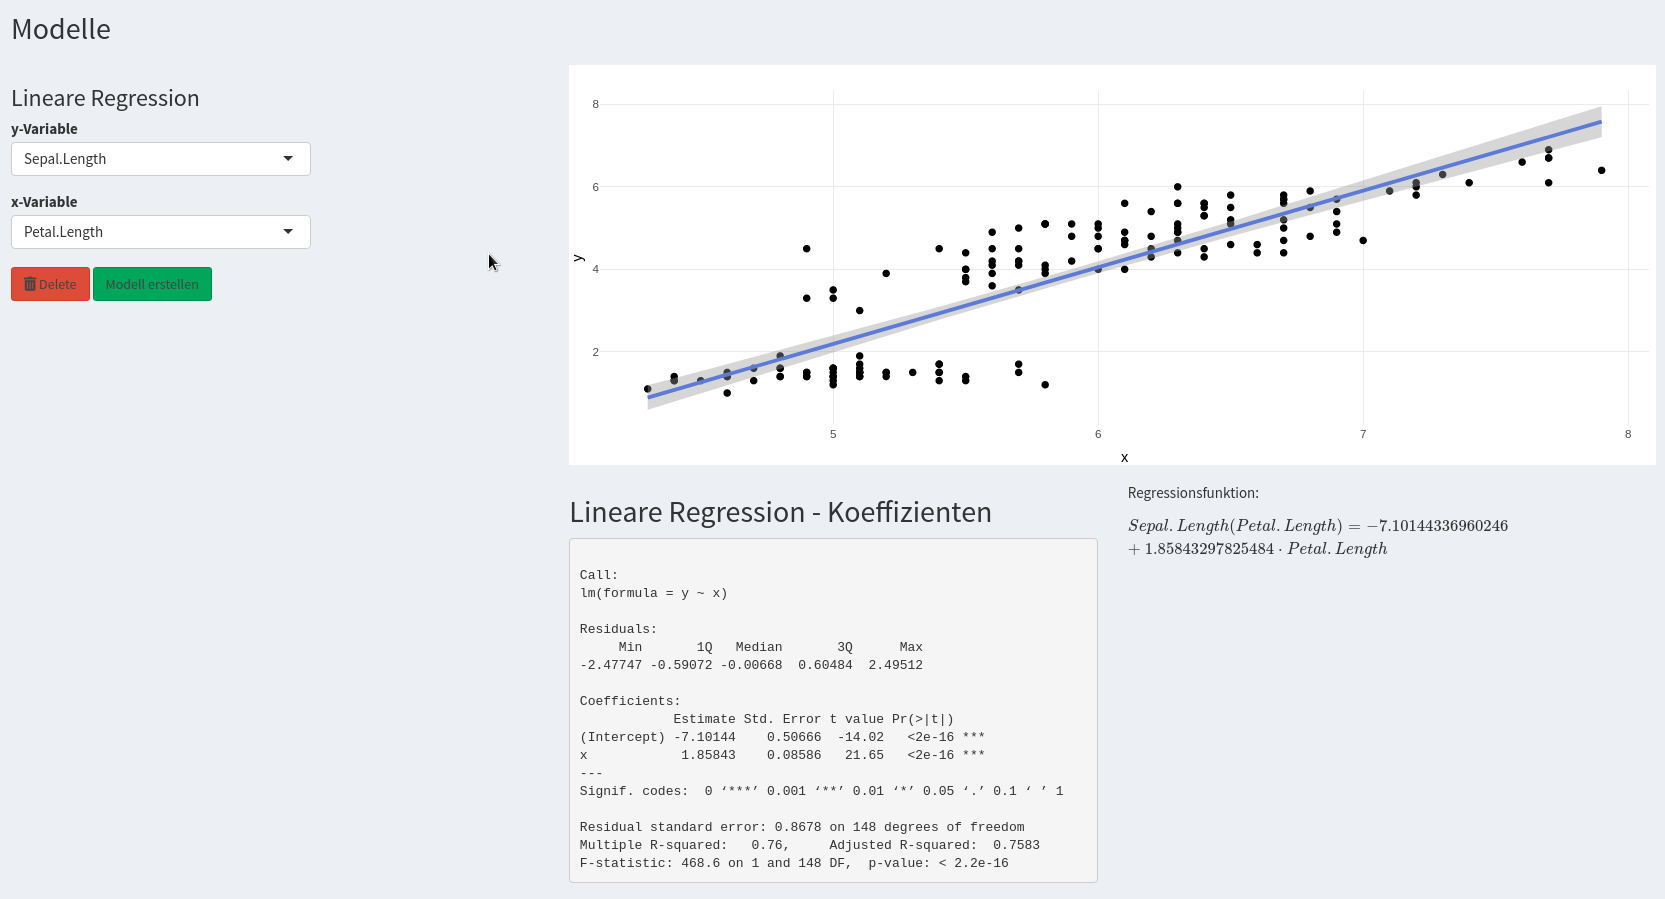 Modelle
Lineare Regression
y-Variable
Sepal.Length
x-Variable
Petal.Length
Delete
Modell erstellen
8
6
4
2
y
5
6
7
8
x
Lineare Regression - Koeffizienten
Call:
lm(formula = y ~ x)
Residuals:
     Min       1Q   Median       3Q      Max
-2.47747 -0.59072 -0.00668  0.60484  2.49512
Coefficients:
            Estimate Std. Error t value Pr(>|t|)
(Intercept) -7.10144    0.50666  -14.02   <2e-16 ***
x            1.85843    0.08586   21.65   <2e-16 ***
---
Signif. codes:  0 ‘***’ 0.001 ‘**’ 0.01 ‘*’ 0.05 ‘.’ 0.1 ‘ ’ 1
Residual standard error: 0.8678 on 148 degrees of freedom
Multiple R-squared:   0.76,     Adjusted R-squared:  0.7583
F-statistic: 468.6 on 1 and 148 DF,  p-value: < 2.2e-16
Regressionsfunktion:
Sepal.Length(Petal.Length) = −7.10144336960246
+ 1.85843297825484 · Petal.Length